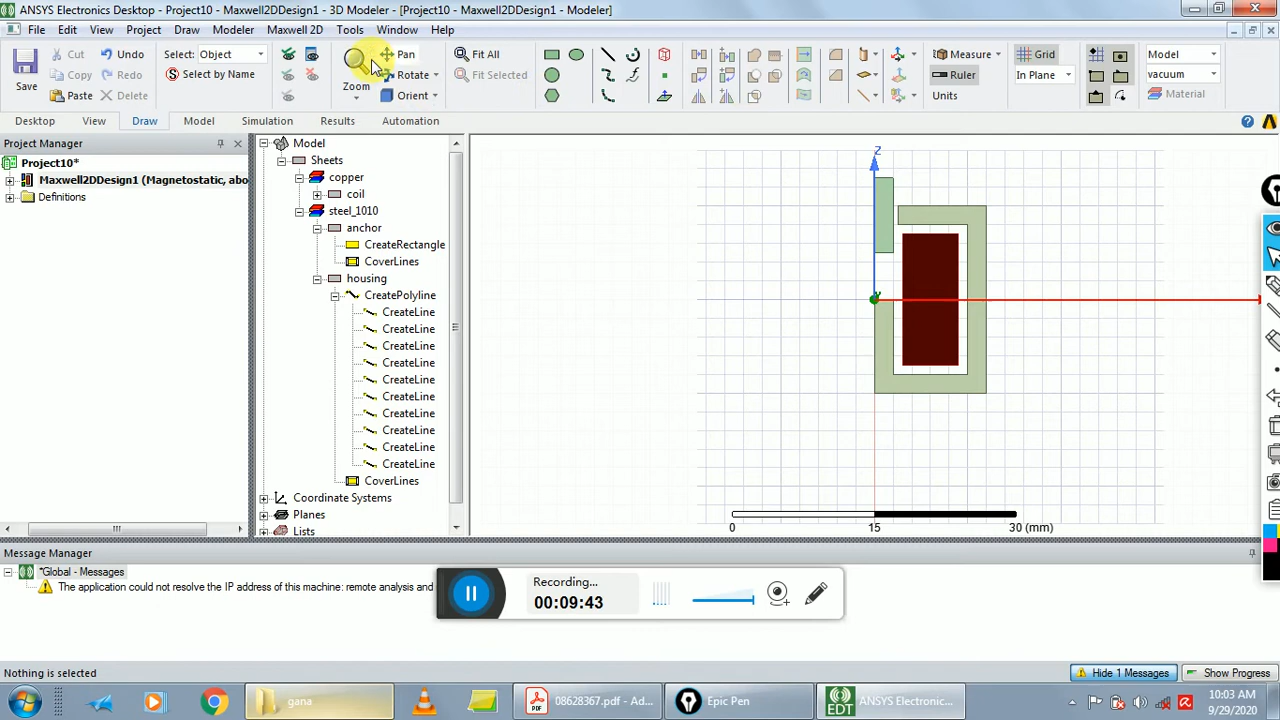 ANSYS Electronics Desktop - Project10 - Maxwell2DDesign1 - 3D Modeler - [Project10 - Maxwell2DDesign1 - Modeler]
File Edit View Project Draw Modeler Maxwell 2D Tools Window Help
Save
Cut
Copy
Paste
Undo
Redo
Delete
Select: Object
Select by Name
Zoom
Pan
Rotate
Orient
Fit All
Fit Selected
Measure
Ruler
Units
Grid
In Plane
Model
vacuum
Material
Desktop View Draw Model Simulation Results Automation
Project Manager
Project10*
Maxwell2DDesign1 (Magnetostatic, abo
Definitions
Model
Sheets
copper
coil
steel_1010
anchor
CreateRectangle
CoverLines
housing
CreatePolyline
CreateLine
CreateLine
CreateLine
CreateLine
CreateLine
CreateLine
CreateLine
CreateLine
CreateLine
CreateLine
CoverLines
Coordinate Systems
Planes
Lists
Z
0 15 30 (mm)
Message Manager
*Global - Messages
The application could not resolve the IP address of this machine: remote analysis and
Recording...
00:09:43
Nothing is selected
Hide 1 Messages
Show Progress
gana
08628367.pdf - Ad...
Epic Pen
ANSYS Electronic...
10:03 AM
9/29/2020